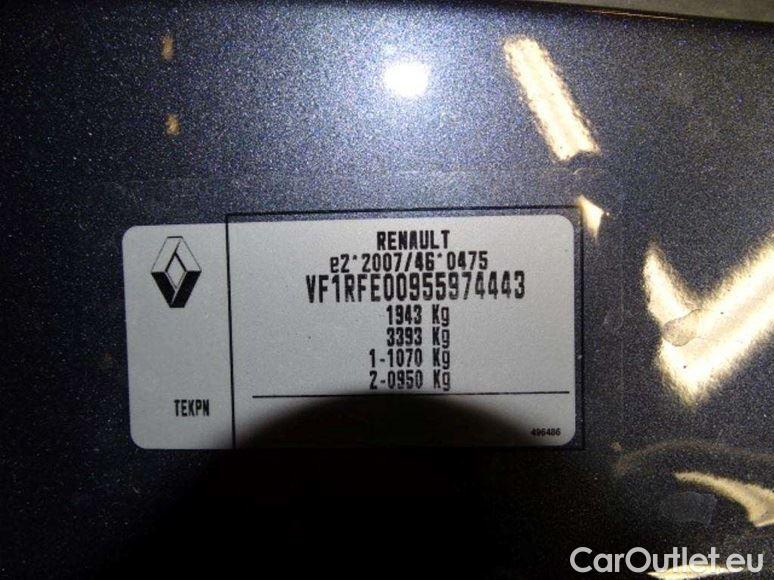 RENAULT
e2*2007/46*0475
VF1RFE00955974443
1943 Kg
3393 Kg
1-1070 Kg
2-0950 Kg
TEKPN
496486
CarOutlet.eu